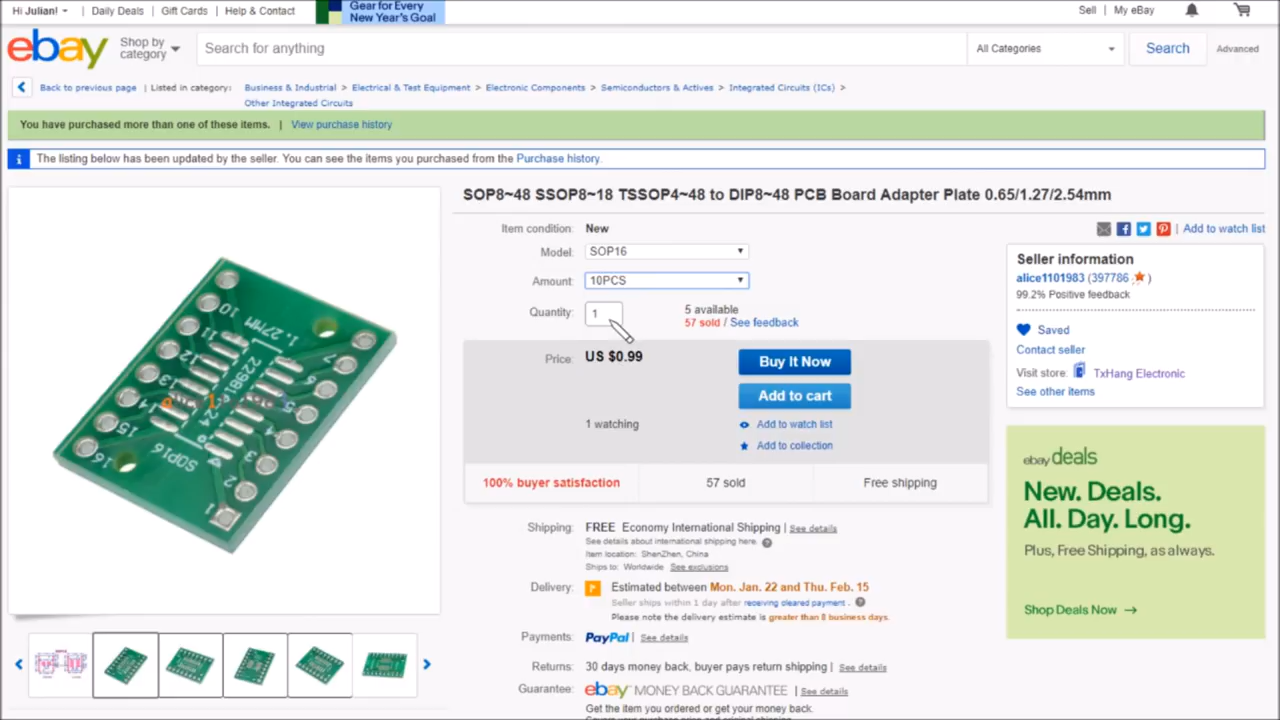 Hi Julian! | Daily Deals | Gift Cards | Help & Contact
Gear for Every
New Year's Goal
Sell | My eBay
ebay
Shop by
category
Search for anything
All Categories
Search
Advanced
Back to previous page | Listed in category:
Business & Industrial > Electrical & Test Equipment > Electronic Components > Semiconductors & Actives > Integrated Circuits (ICs) >
Other Integrated Circuits
You have purchased more than one of these items. | View purchase history
i The listing below has been updated by the seller. You can see the items you purchased from the Purchase history.
SOP8~48 SSOP8~18 TSSOP4~48 to DIP8~48 PCB Board Adapter Plate 0.65/1.27/2.54mm
Item condition: New
Model: SOP16
Amount: 10PCS
Quantity: 1
5 available
57 sold / See feedback
Price: US $0.99
Buy It Now
Add to cart
1 watching
Add to watch list
Add to collection
100% buyer satisfaction
57 sold
Free shipping
Shipping: FREE Economy International Shipping | See details
See details about international shipping here.
Item location: ShenZhen, China
Ships to: Worldwide See exclusions
Delivery: Estimated between Mon. Jan. 22 and Thu. Feb. 15
Seller ships within 1 day after receiving cleared payment.
Please note the delivery estimate is greater than 8 business days.
Payments: PayPal | See details
Returns: 30 days money back, buyer pays return shipping | See details
Guarantee: ebay MONEY BACK GUARANTEE | See details
Get the item you ordered or get your money back.
| Add to watch list
Seller information
alice1101983 (397786 )
99.2% Positive feedback
Saved
Contact seller
Visit store: TxHang Electronic
See other items
ebay deals
New. Deals.
All. Day. Long.
Plus, Free Shipping, as always.
Shop Deals Now →
10
11
13
14
15
16
1.27MM
SOP16
6
4
3
2
1